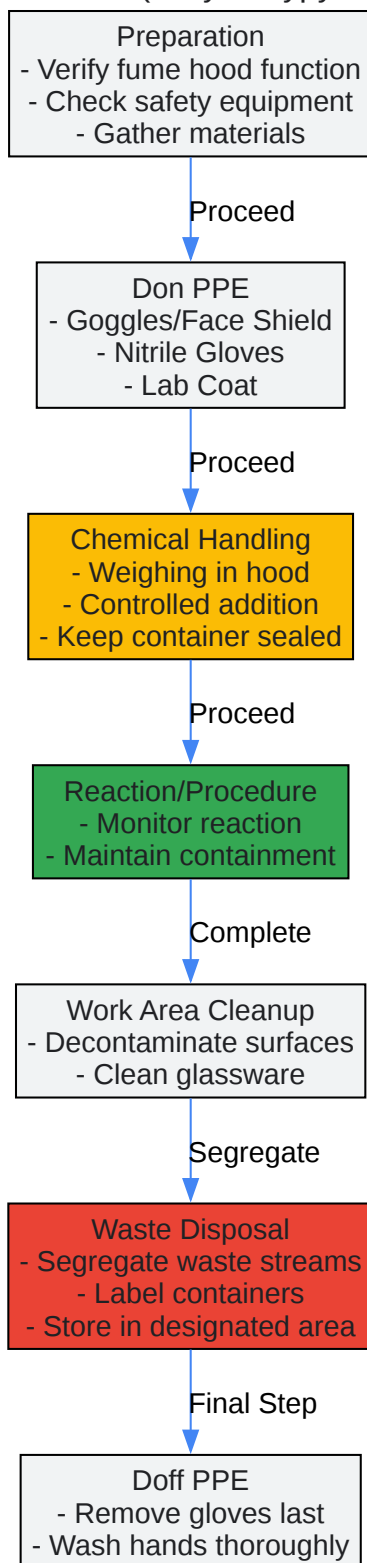 Preparation
- Verify fume hood function
- Check safety equipment
- Gather materials
Proceed
Don PPE
- Goggles/Face Shield
- Nitrile Gloves
- Lab Coat
Proceed
Chemical Handling
- Weighing in hood
- Controlled addition
- Keep container sealed
Proceed
Reaction/Procedure
- Monitor reaction
- Maintain containment
Complete
Work Area Cleanup
- Decontaminate surfaces
- Clean glassware
Segregate
Waste Disposal
- Segregate waste streams
- Label containers
- Store in designated area
Final Step
Doff PPE
- Remove gloves last
- Wash hands thoroughly